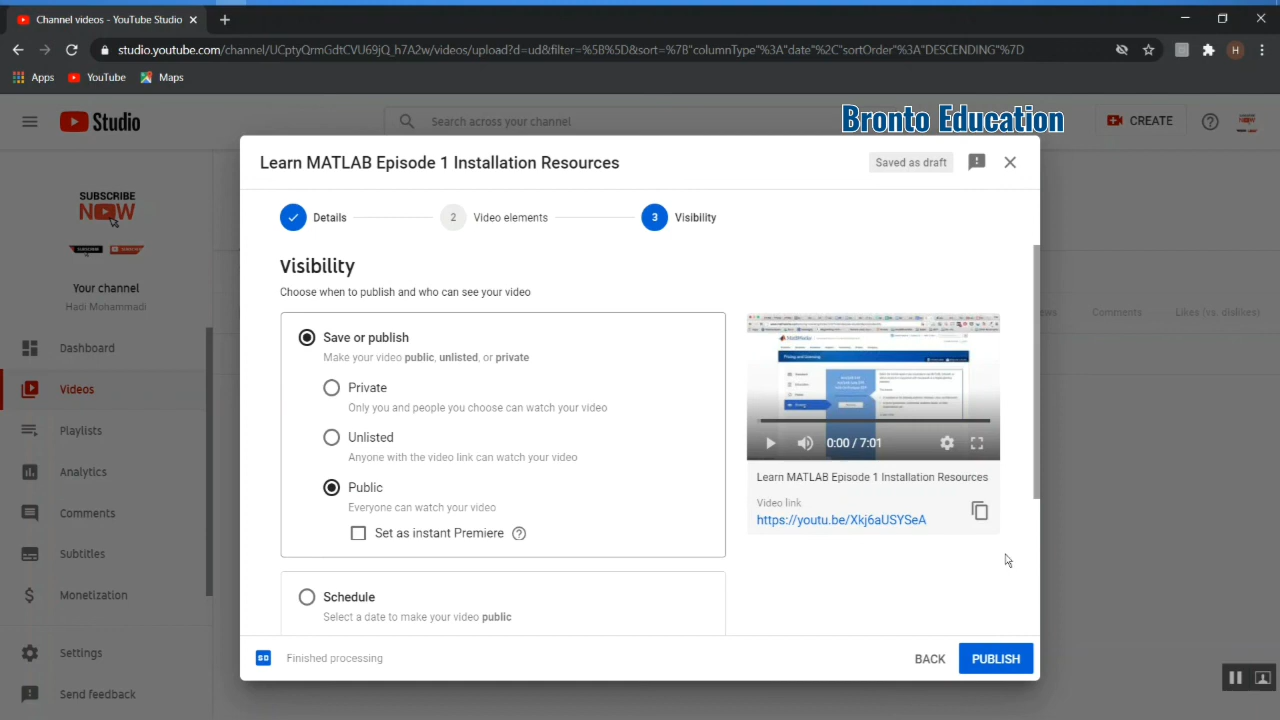 Channel videos - YouTube Studio
studio.youtube.com/channel/UCptyQrmGdtCVU69jQ_h7A2w/videos/upload?d=ud&filter=%5B%5D&sort=%7B"columnType"%3A"date"%2C"sortOrder"%3A"DESCENDING"%7D
H
Apps YouTube Maps
Studio
Search across your channel
Bronto Education
CREATE
SUBSCRIBE
NOW
Your channel
Hadi Mohammadi
Dashboard
Videos
Playlists
Analytics
Comments
Subtitles
Monetization
Settings
Send feedback
Comments
Likes (vs. dislikes)
Learn MATLAB Episode 1 Installation Resources
Saved as draft
Details
2 Video elements
3 Visibility
Visibility
Choose when to publish and who can see your video
Save or publish
Make your video public, unlisted, or private
Private
Only you and people you choose can watch your video
Unlisted
Anyone with the video link can watch your video
Public
Everyone can watch your video
Set as instant Premiere
Schedule
Select a date to make your video public
Pricing and Licensing
0:00 / 7:01
Learn MATLAB Episode 1 Installation Resources
Video link
https://youtu.be/Xkj6aUSYSeA
SD
Finished processing
BACK
PUBLISH